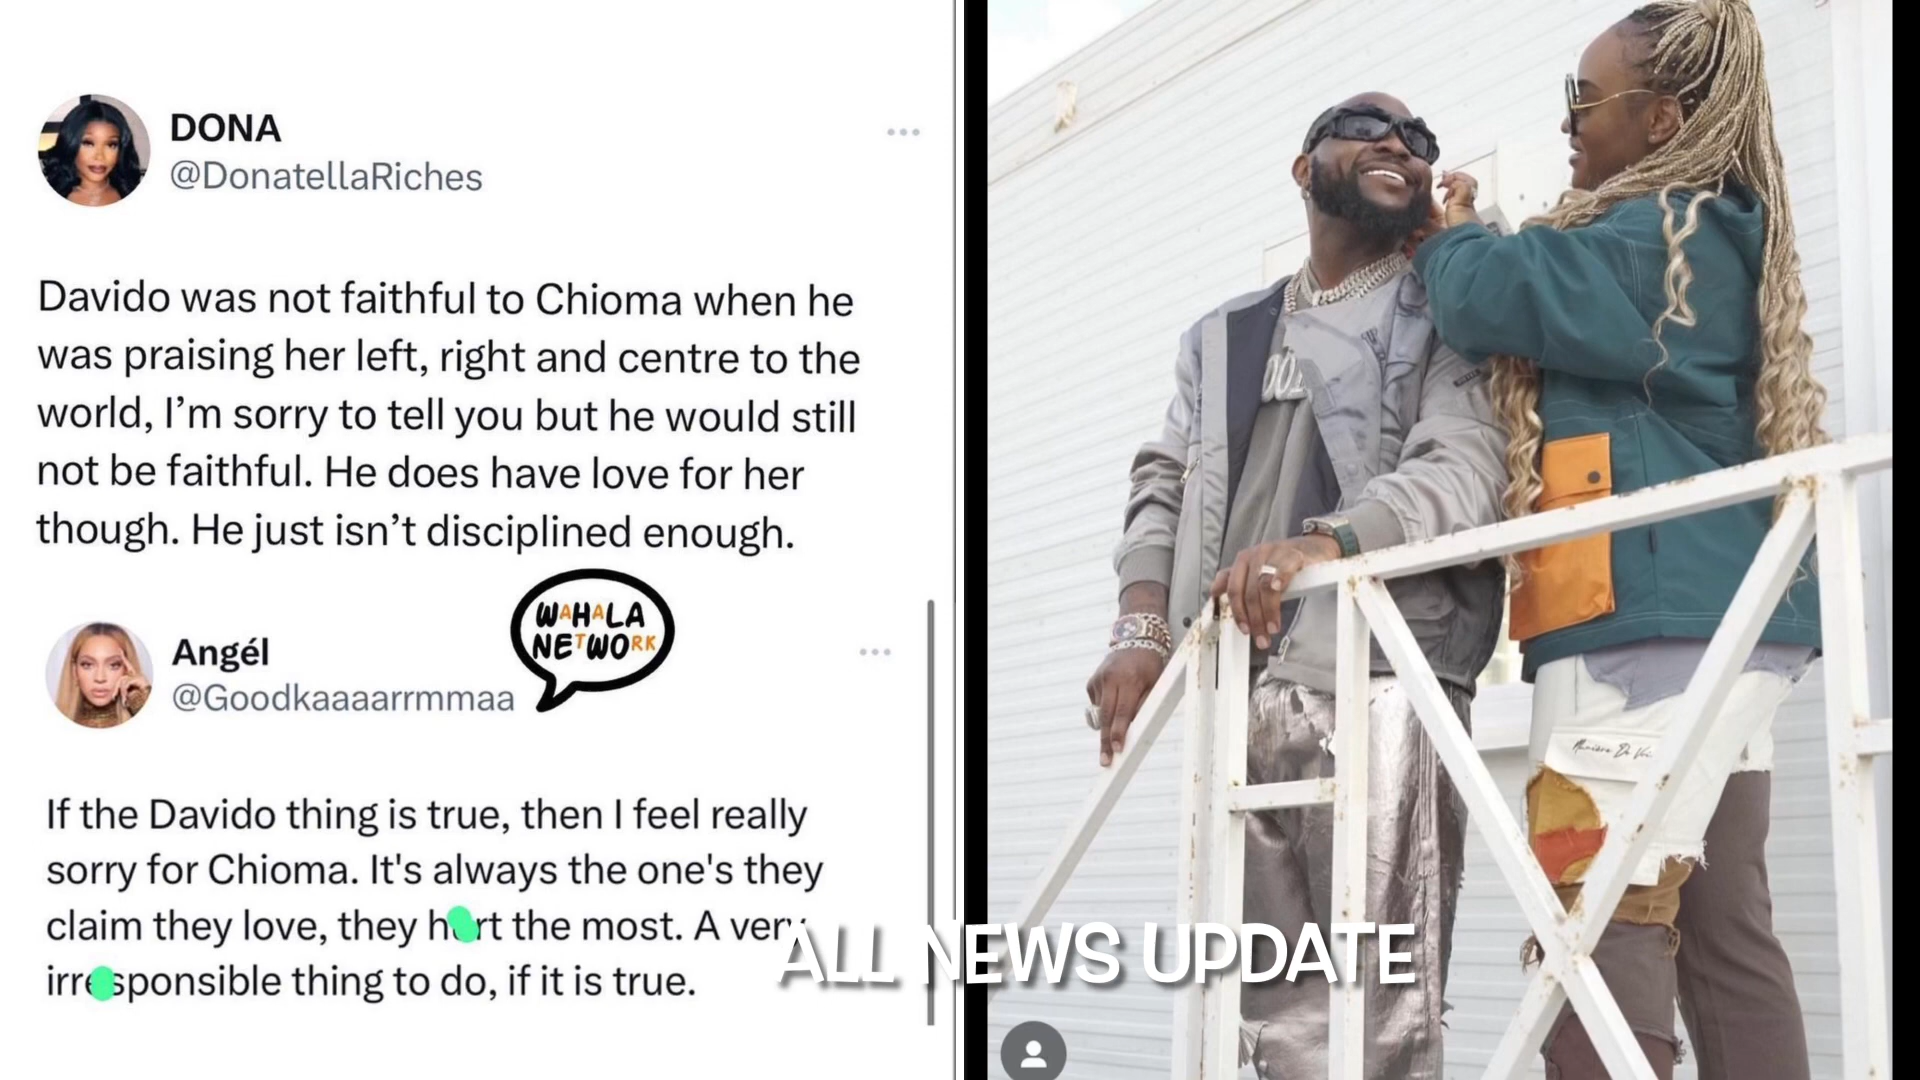 DONA
@DonatellaRiches
Davido was not faithful to Chioma when he
was praising her left, right and centre to the
world, I’m sorry to tell you but he would still
not be faithful. He does have love for her
though. He just isn’t disciplined enough.
WAHALA
NETWORK
Angél
@Goodkaaaarrmmaa
If the Davido thing is true, then I feel really
sorry for Chioma. It's always the one's they
claim they love, they hurt the most. A very
irresponsible thing to do, if it is true.
ALL NEWS UPDATE
Maniere De Voir